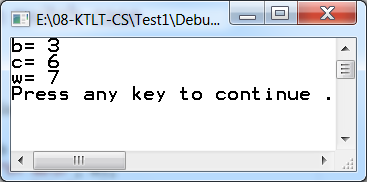 E:\08-KTLT-CS\Test1\Debu...
b= 3
c= 6
w= 7
Press any key to continue .